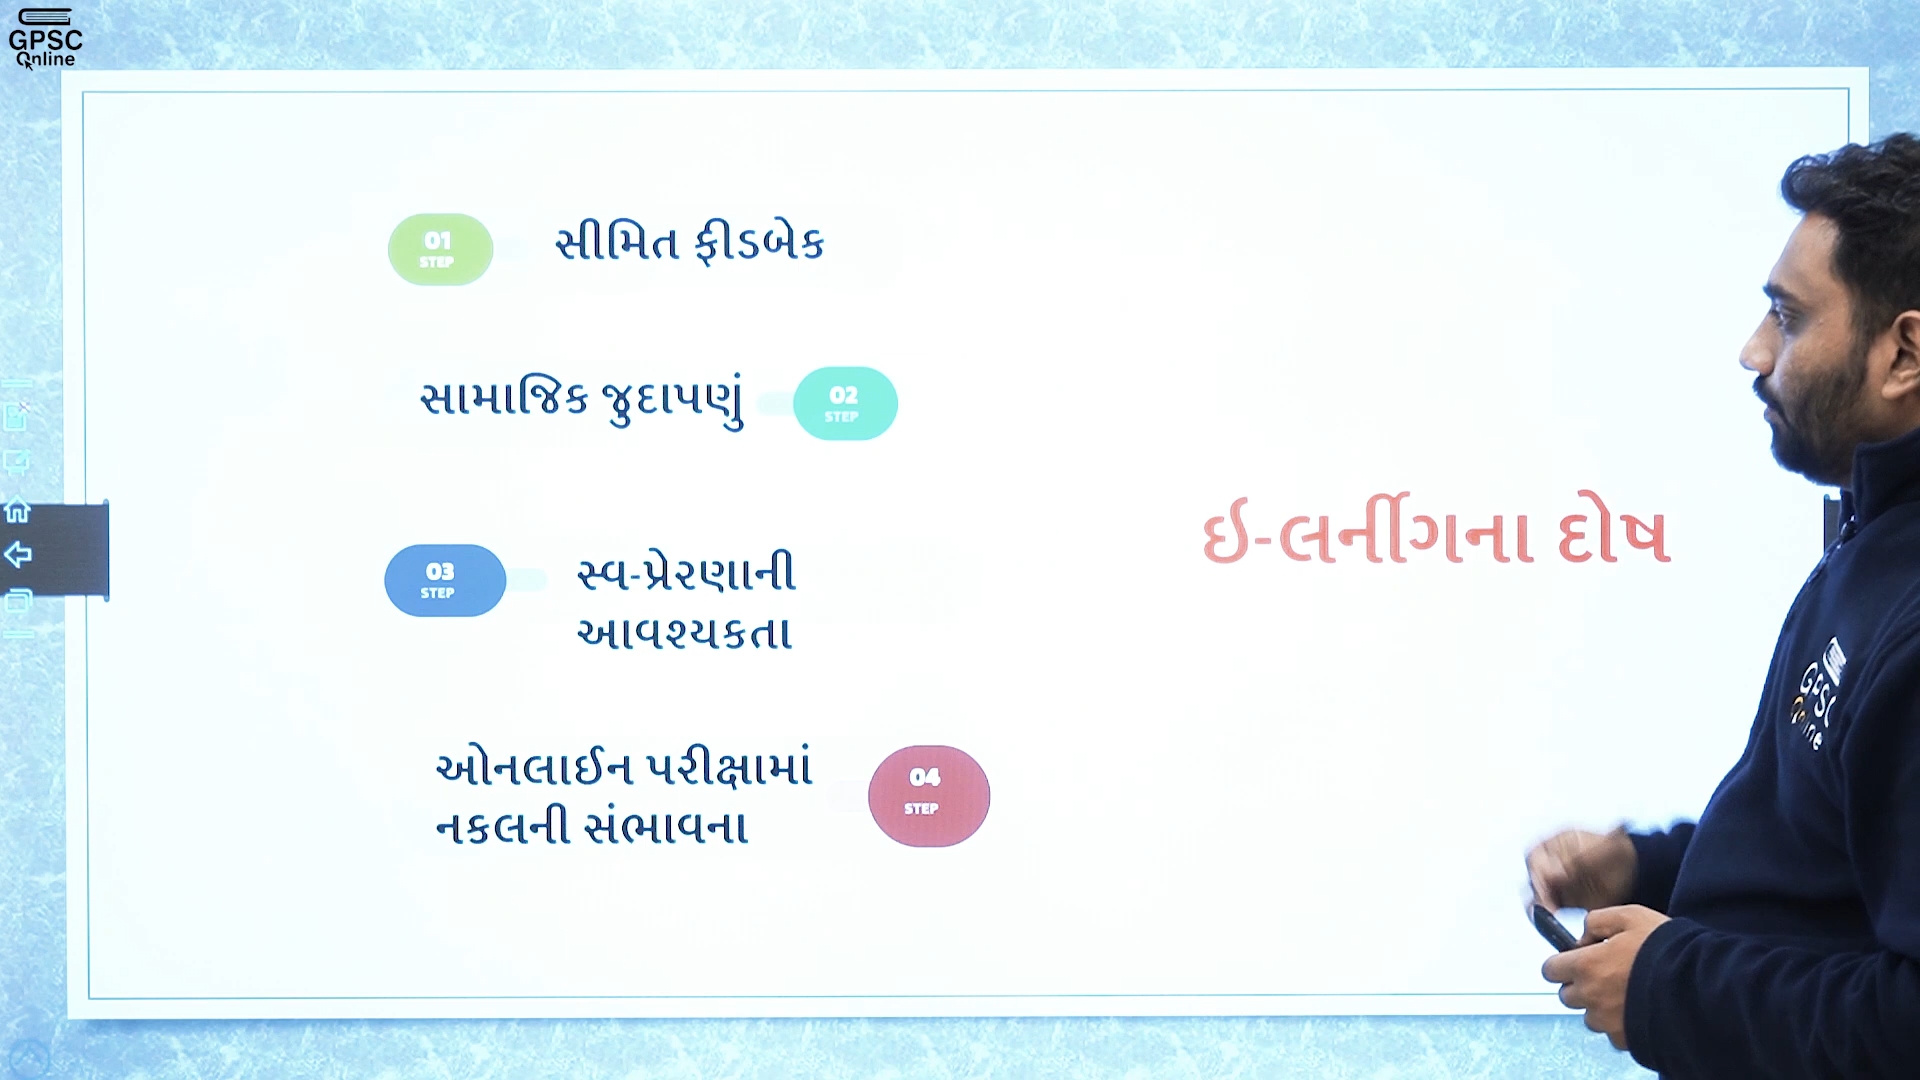 GPSC
Online
01
STEP
સીમિત ફીડબેક
સામાજિક જુદાપણું
02
STEP
03
STEP
સ્વ-પ્રેરણાની
આવશ્યકતા
ઓનલાઈન પરીક્ષામાં
નકલની સંભાવના
04
STEP
ઇ-લર્નીગના દોષ
GPSC
Online